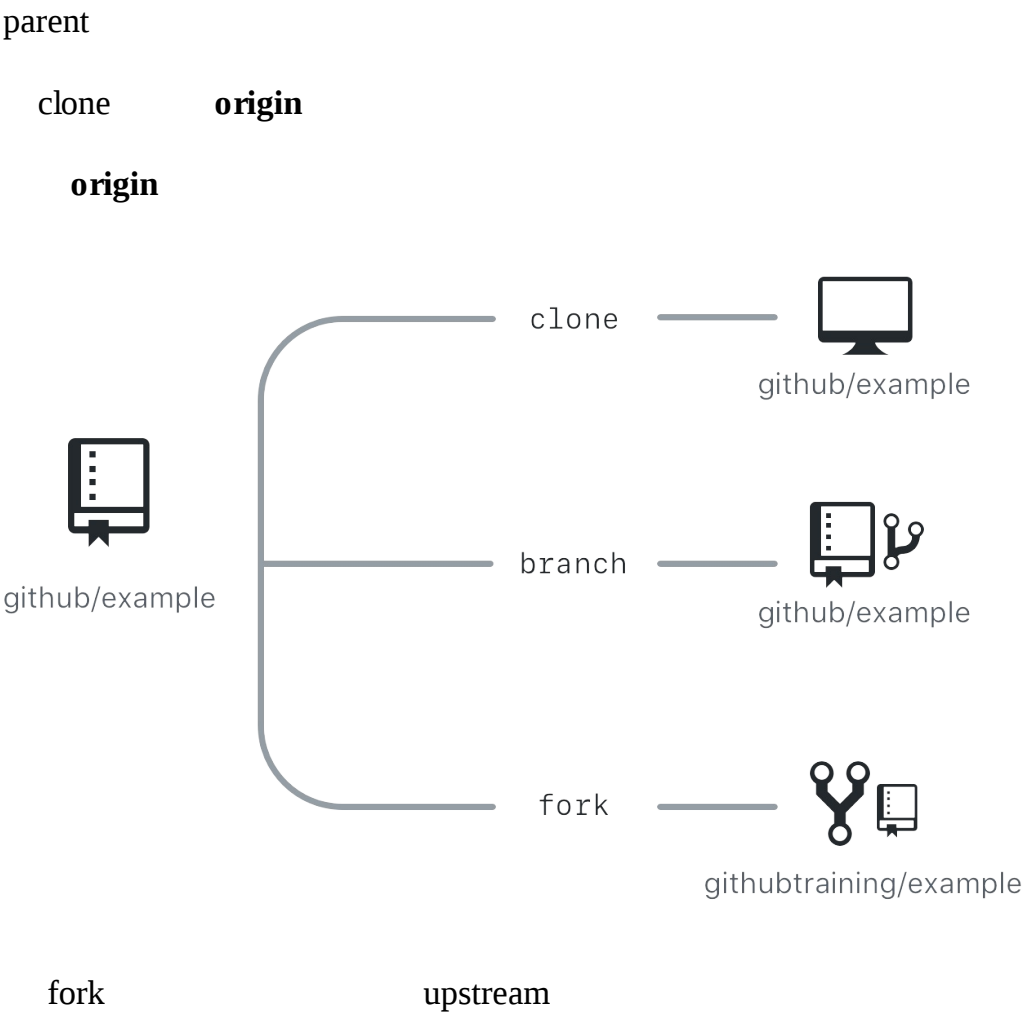 parent
clone origin
origin
clone
github/example
github/example
branch
github/example
fork
githubtraining/example
fork upstream